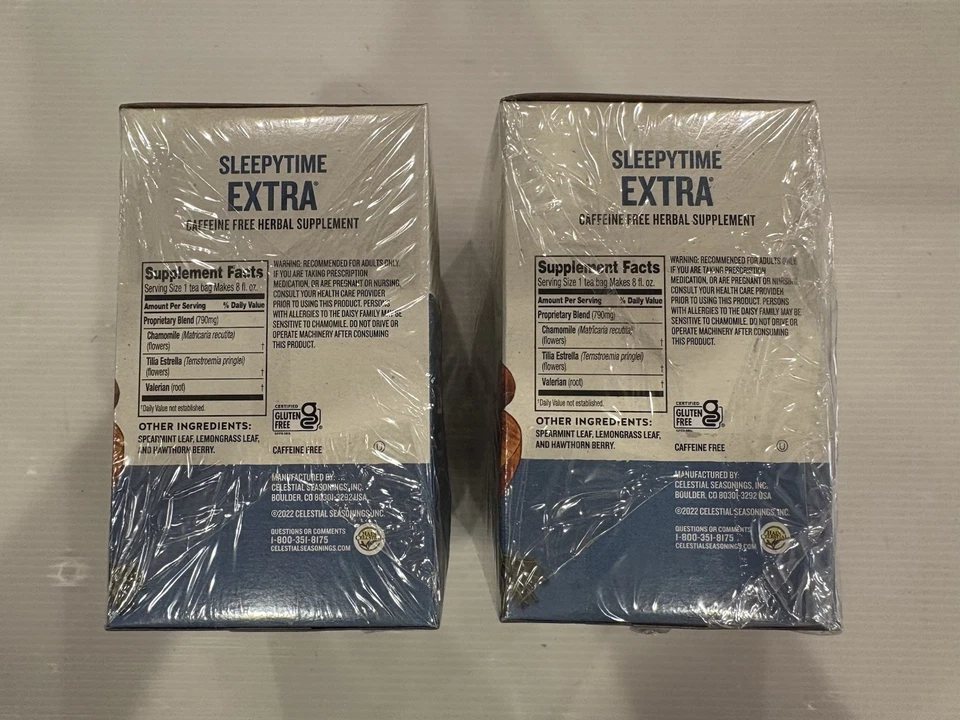 SLEEPYTIME
EXTRA®
CAFFEINE FREE HERBAL SUPPLEMENT
Supplement Facts
Serving Size 1 tea bag Makes 8 fl. oz.
Amount Per Serving % Daily Value
Proprietary Blend (790mg)
Chamomile (Matricaria recutita)
(flowers) †
Tilia Estrella (Ternstroemia pringlei)
(flowers) †
Valerian (root) †
†Daily Value not established.
OTHER INGREDIENTS:
SPEARMINT LEAF, LEMONGRASS LEAF,
AND HAWTHORN BERRY.
WARNING: RECOMMENDED FOR ADULTS ONLY.
IF YOU ARE TAKING PRESCRIPTION
MEDICATION, OR ARE PREGNANT OR NURSING,
CONSULT YOUR HEALTH CARE PROVIDER
PRIOR TO USING THIS PRODUCT. PERSONS
WITH ALLERGIES TO THE DAISY FAMILY MAY BE
SENSITIVE TO CHAMOMILE. DO NOT DRIVE OR
OPERATE MACHINERY AFTER CONSUMING
THIS PRODUCT.
CERTIFIED
GLUTEN
FREE
CAFFEINE FREE
MANUFACTURED BY:
CELESTIAL SEASONINGS, INC.
BOULDER, CO 80301-3292 USA
©2022 CELESTIAL SEASONINGS, INC.
QUESTIONS OR COMMENTS
1-800-351-8175
CELESTIALSEASONINGS.COM
SLEEPYTIME
EXTRA®
CAFFEINE FREE HERBAL SUPPLEMENT
Supplement Facts
Serving Size 1 tea bag Makes 8 fl. oz.
Amount Per Serving % Daily Value
Proprietary Blend (790mg)
Chamomile (Matricaria recutita)
(flowers) †
Tilia Estrella (Ternstroemia pringlei)
(flowers) †
Valerian (root) †
†Daily Value not established.
OTHER INGREDIENTS:
SPEARMINT LEAF, LEMONGRASS LEAF,
AND HAWTHORN BERRY.
WARNING: RECOMMENDED FOR ADULTS ONLY.
IF YOU ARE TAKING PRESCRIPTION
MEDICATION, OR ARE PREGNANT OR NURSING,
CONSULT YOUR HEALTH CARE PROVIDER
PRIOR TO USING THIS PRODUCT. PERSONS
WITH ALLERGIES TO THE DAISY FAMILY MAY BE
SENSITIVE TO CHAMOMILE. DO NOT DRIVE OR
OPERATE MACHINERY AFTER CONSUMING
THIS PRODUCT.
CERTIFIED
GLUTEN
FREE
CAFFEINE FREE
MANUFACTURED BY:
CELESTIAL SEASONINGS, INC.
BOULDER, CO 80301-3292 USA
©2022 CELESTIAL SEASONINGS, INC.
QUESTIONS OR COMMENTS
1-800-351-8175
CELESTIALSEASONINGS.COM